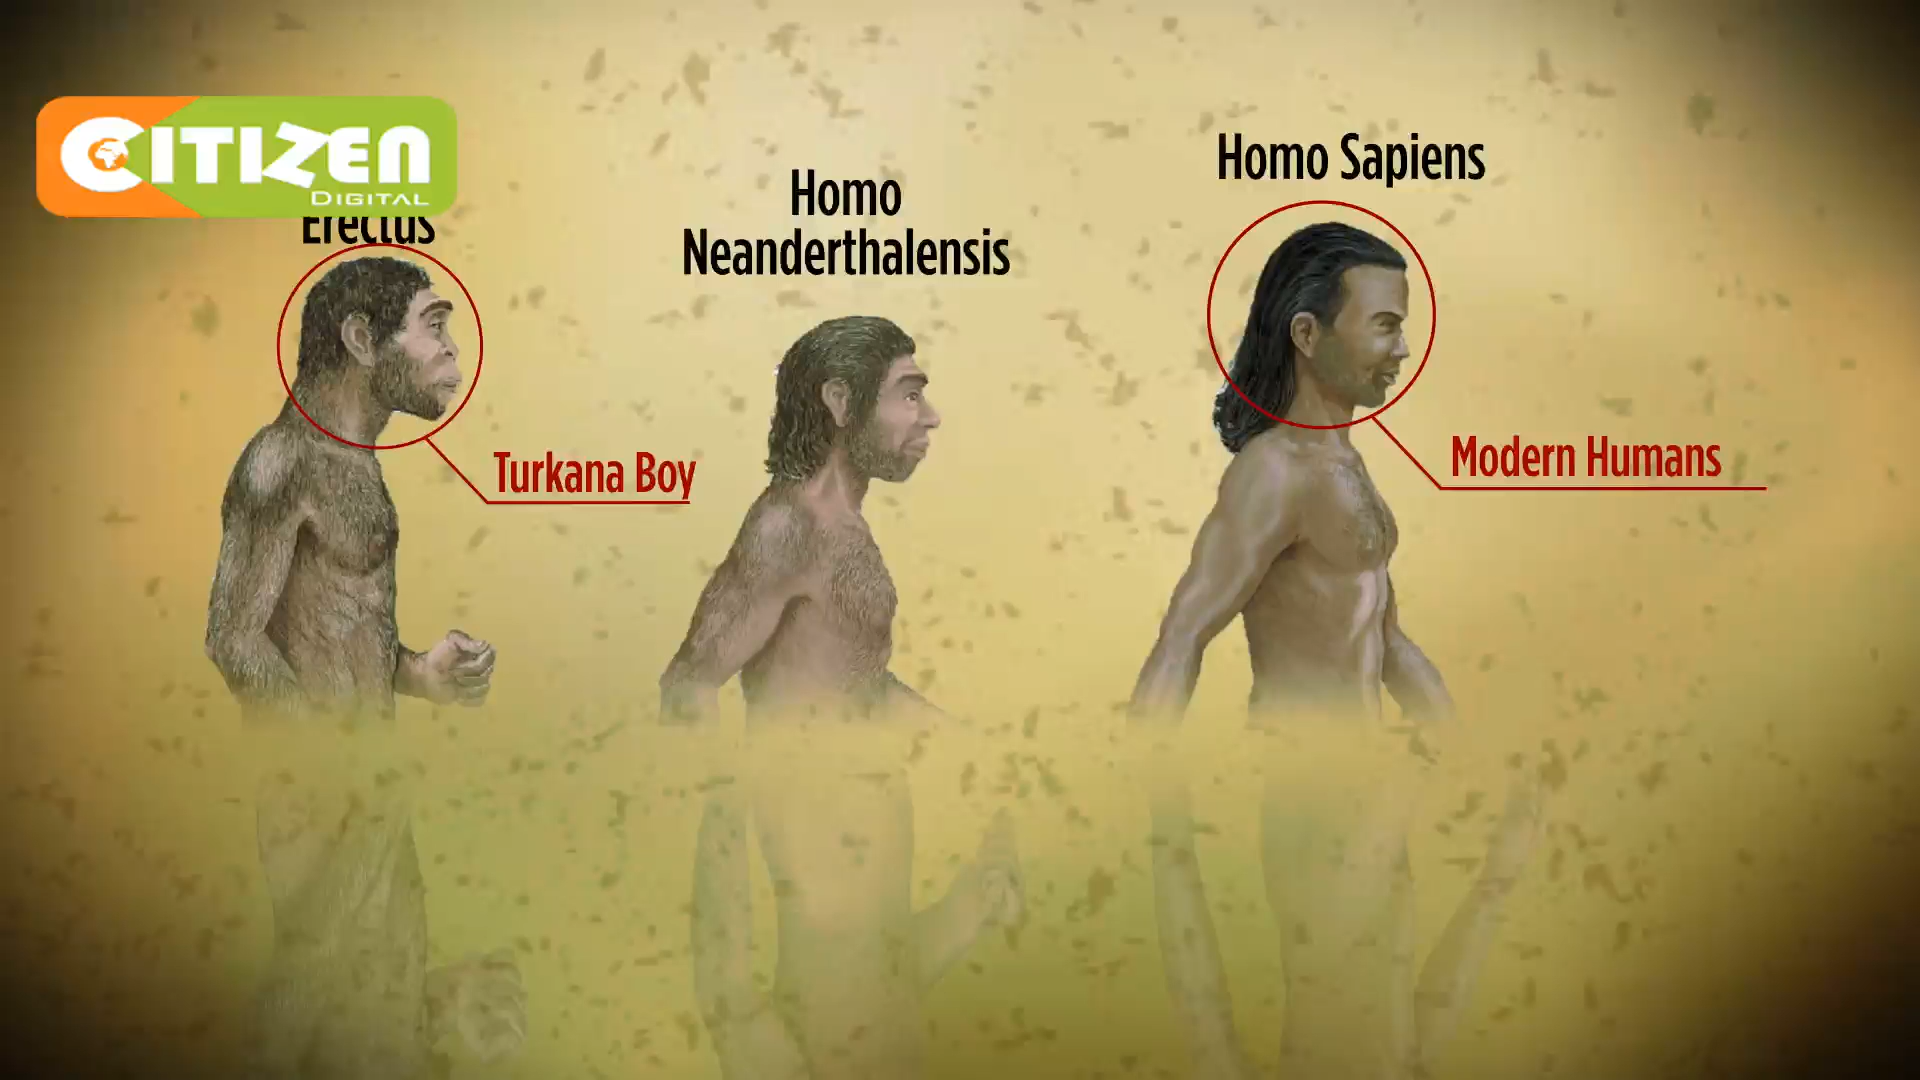 CITIZEN
DIGITAL
Erectus
Turkana Boy
Homo
Neanderthalensis
Homo Sapiens
Modern Humans